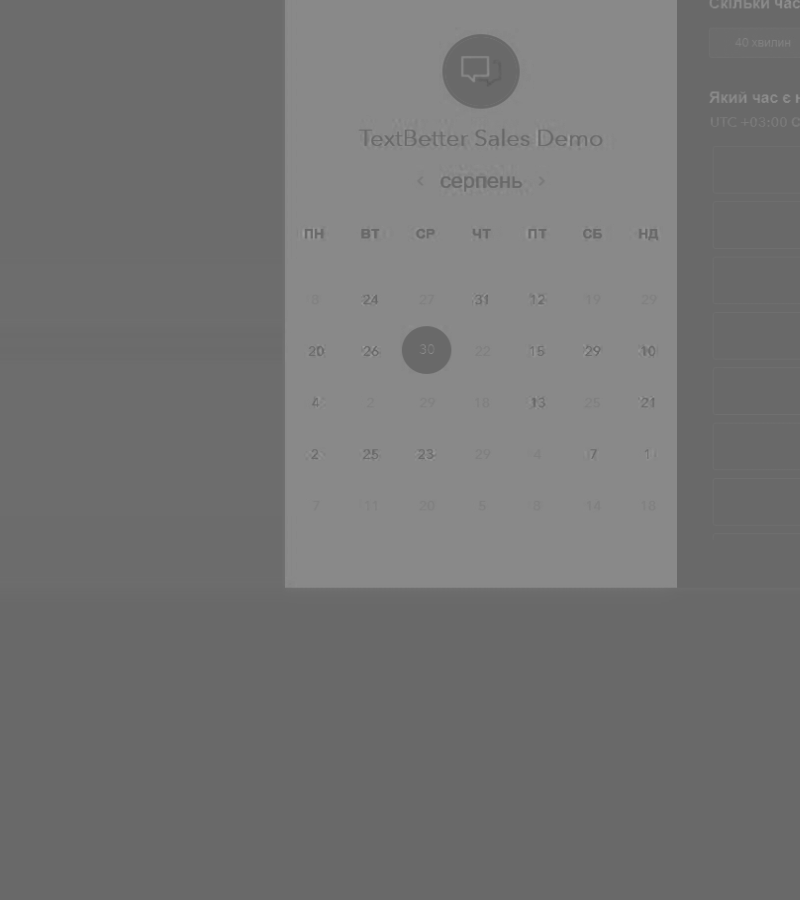 Скільки час
40 хвилин
Який час є н
UTC +03:00 C
TextBetter Sales Demo
‹ серпень ›
ПН ВТ СР ЧТ ПТ СБ НД
8 24 27 31 12 19 29
20 26 30 22 15 29 10
4 2 29 18 13 25 21
2 25 23 29 4 7 1
7 11 20 5 8 14 18